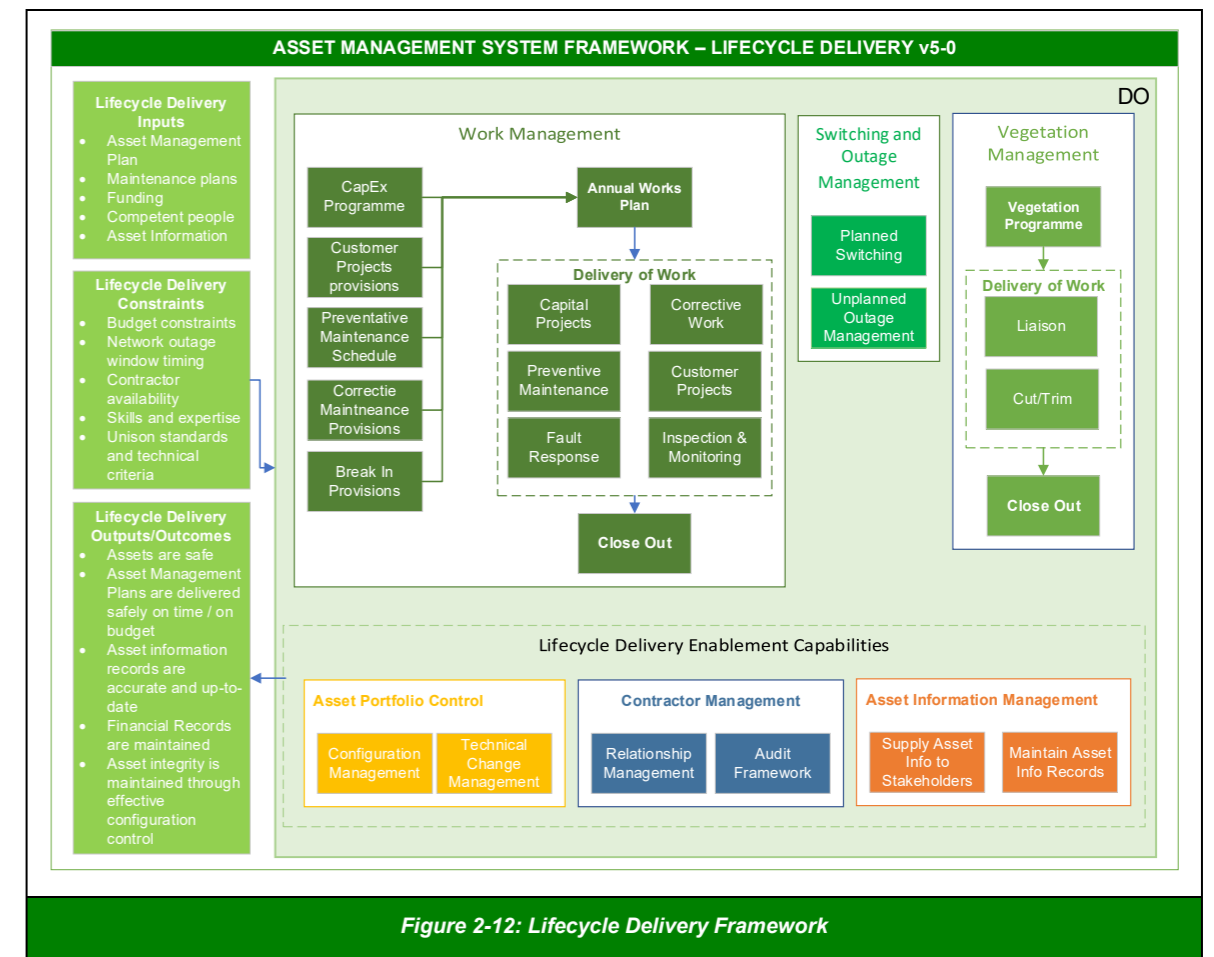 ASSET MANAGEMENT SYSTEM FRAMEWORK – LIFECYCLE DELIVERY v5-0
Lifecycle Delivery
Inputs
• Asset Management
Plan
• Maintenance plans
• Funding
• Competent people
• Asset Information
Lifecycle Delivery
Constraints
• Budget constraints
• Network outage
window timing
• Contractor
availability
• Skills and expertise
• Unison standards
and technical
criteria
Lifecycle Delivery
Outputs/Outcomes
• Assets are safe
• Asset Management
Plans are delivered
safely on time / on
budget
• Asset information
records are
accurate and up-to-
date
• Financial Records
are maintained
• Asset integrity is
maintained through
effective
configuration
control
DO
Work Management
CapEx
Programme
Customer
Projects
provisions
Preventative
Maintenance
Schedule
Correctie
Maintneance
Provisions
Break In
Provisions
Annual Works
Plan
Delivery of Work
Capital
Projects
Corrective
Work
Preventive
Maintenance
Customer
Projects
Fault
Response
Inspection &
Monitoring
Close Out
Switching and
Outage
Management
Planned
Switching
Unplanned
Outage
Management
Vegetation
Management
Vegetation
Programme
Delivery of Work
Liaison
Cut/Trim
Close Out
Lifecycle Delivery Enablement Capabilities
Asset Portfolio Control
Configuration
Management
Technical
Change
Management
Contractor Management
Relationship
Management
Audit
Framework
Asset Information Management
Supply Asset
Info to
Stakeholders
Maintain Asset
Info Records
Figure 2-12: Lifecycle Delivery Framework